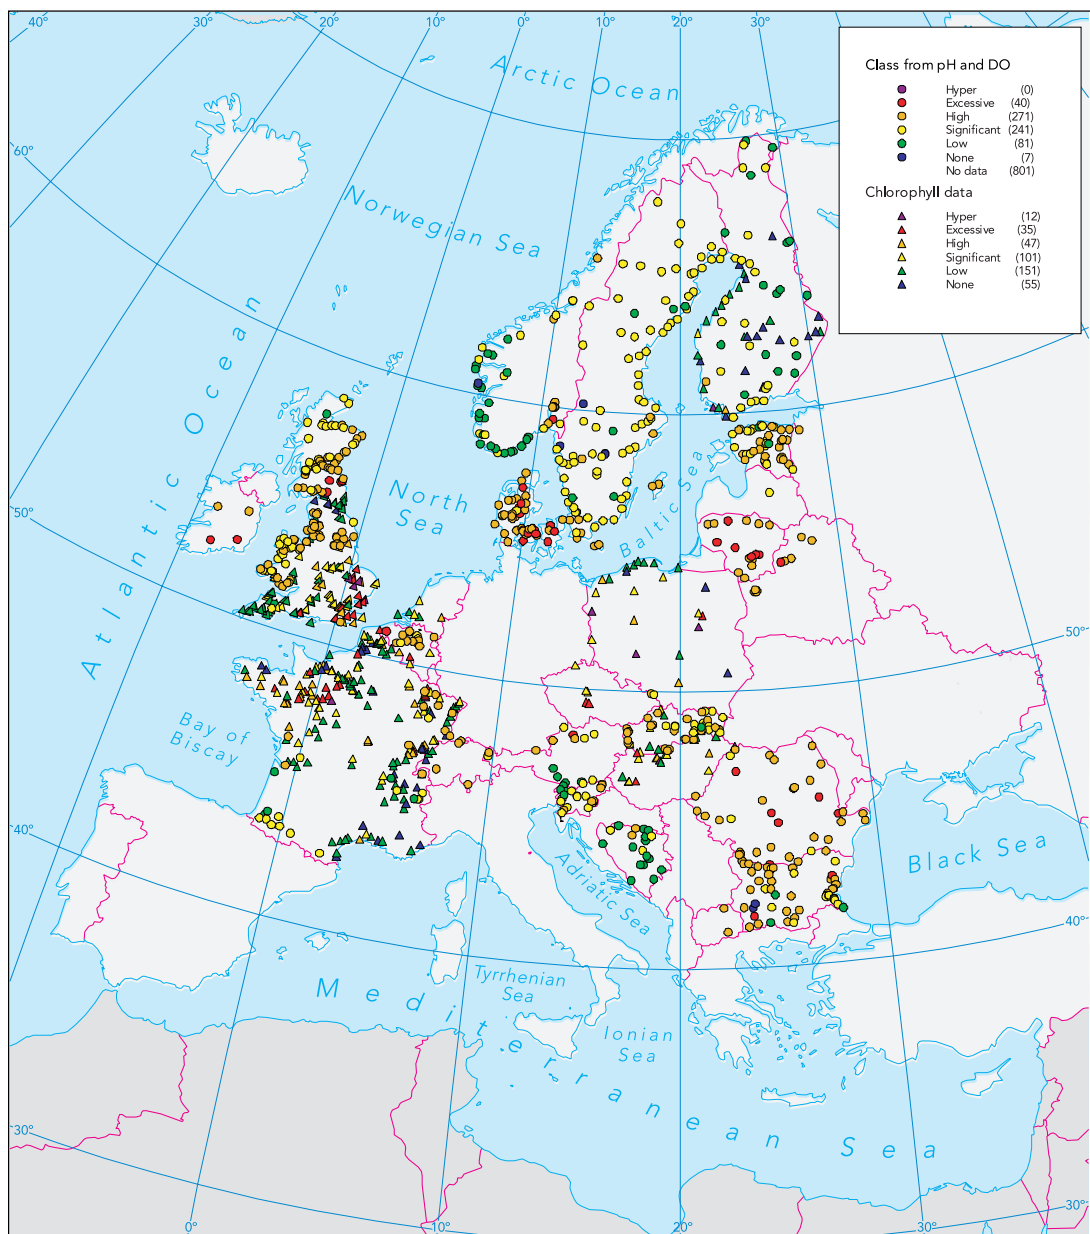 40°
30°
20°
10°
0°
10°
20°
30°
Arctic Ocean
Class from pH and DO
Hyper (0)
Excessive (40)
High (271)
Significant (241)
Low (81)
None (7)
No data (801)
Chlorophyll data
Hyper (12)
Excessive (35)
High (47)
Significant (101)
Low (151)
None (55)
60°
Norwegian Sea
Atlantic Ocean
North
Sea
Baltic Sea
50°
50°
Bay of
Biscay
40°
Adriatic Sea
Black Sea
40°
Tyrrhenian
Sea
Ionian
Sea
Mediterranean Sea
30°
0°
10°
20°
30°
30°